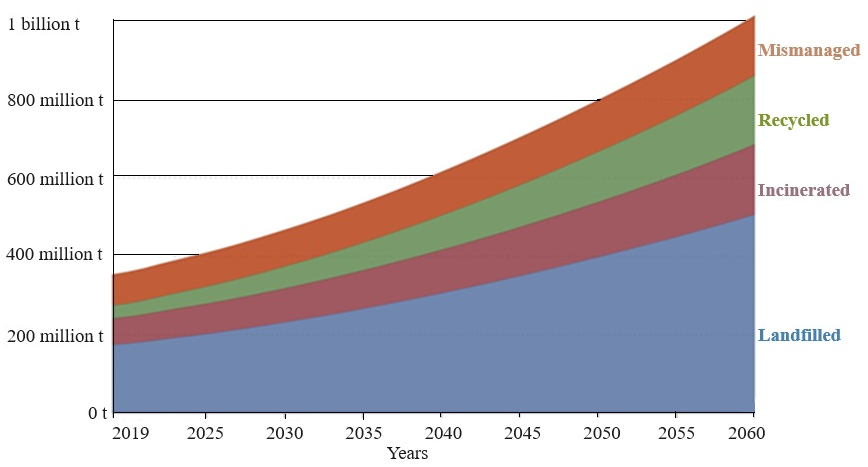 1 billion t
800 million t
600 million t
400 million t
200 million t
0 t
Mismanaged
Recycled
Incinerated
Landfilled
2019 2025 2030 2035 2040 2045 2050 2055 2060
Years